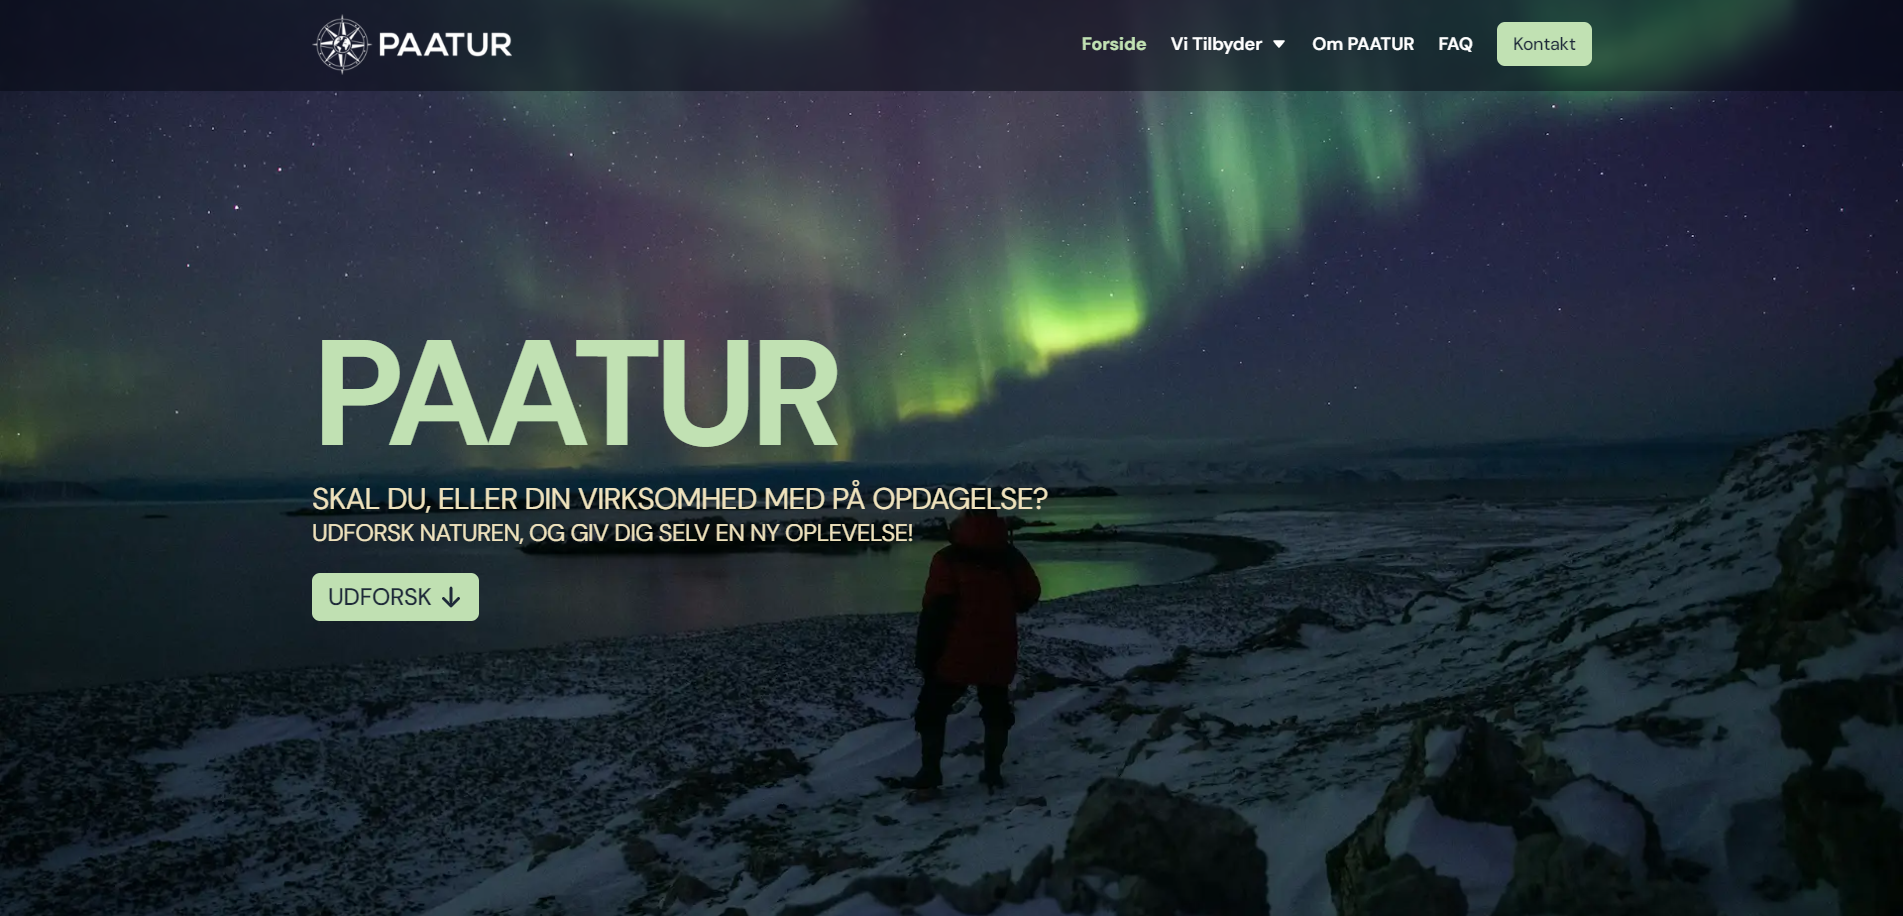 PAATUR
Forside
Vi Tilbyder
Om PAATUR
FAQ
Kontakt
PAATUR
SKAL DU, ELLER DIN VIRKSOMHED MED PÅ OPDAGELSE?
UDFORSK NATUREN, OG GIV DIG SELV EN NY OPLEVELSE!
UDFORSK